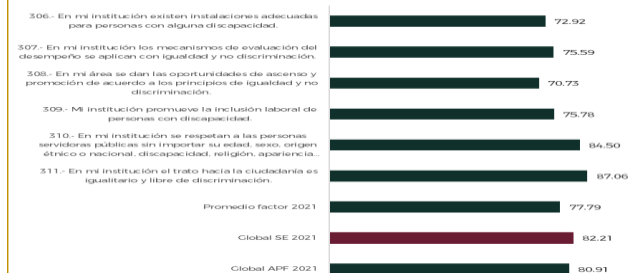 306.- En mi institución existen instalaciones adecuadas
para personas con alguna discapacidad.
72.92
307.- En mi institución los mecanismos de evaluación del
desempeño se aplican con igualdad y no discriminación.
75.59
308.- En mi área se dan las oportunidades de ascenso y
promoción de acuerdo a los principios de igualdad y no
discriminación.
70.73
309.- Mi institución promueve la inclusión laboral de
personas con discapacidad.
75.78
310.- En mi institución se respetan a las personas
servidoras públicas sin importar su edad, sexo, origen
étnico o nacional, discapacidad, religión, apariencia...
84.50
311.- En mi institución el trato hacia la ciudadanía es
igualitario y libre de discriminación.
87.06
Promedio factor 2021
77.79
Global SE 2021
82.21
Global APF 2021
80.91